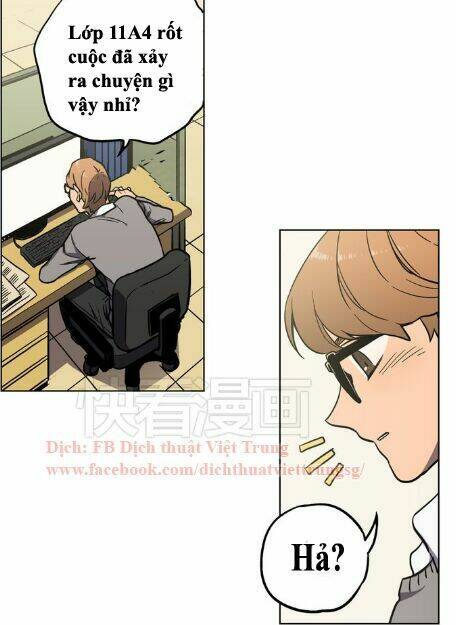 Lớp 11A4 rốt
cuộc đã xảy
ra chuyện gì
vậy nhỉ?
快看漫画
Dịch: FB Dịch thuật Việt Trung
www.facebook.com/dichthuatviettrungsg/
Hả?